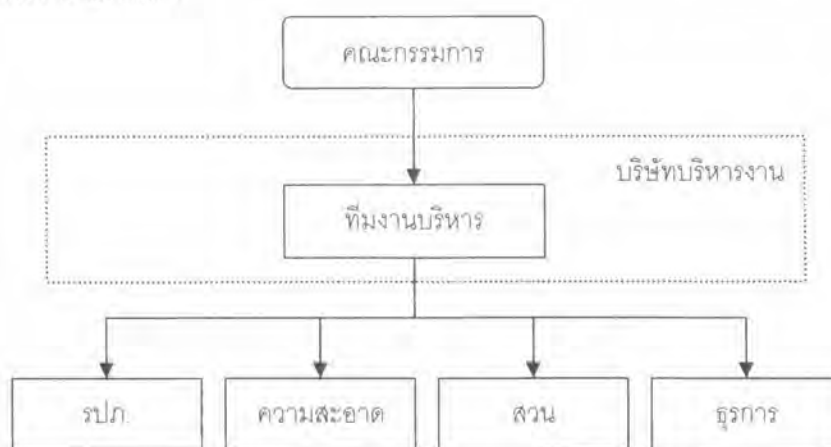 คณะกรรมการ
บริษัทบริหารงาน
ทีมงานบริหาร
รปภ.
ความสะอาด
สวน
ธุรการ